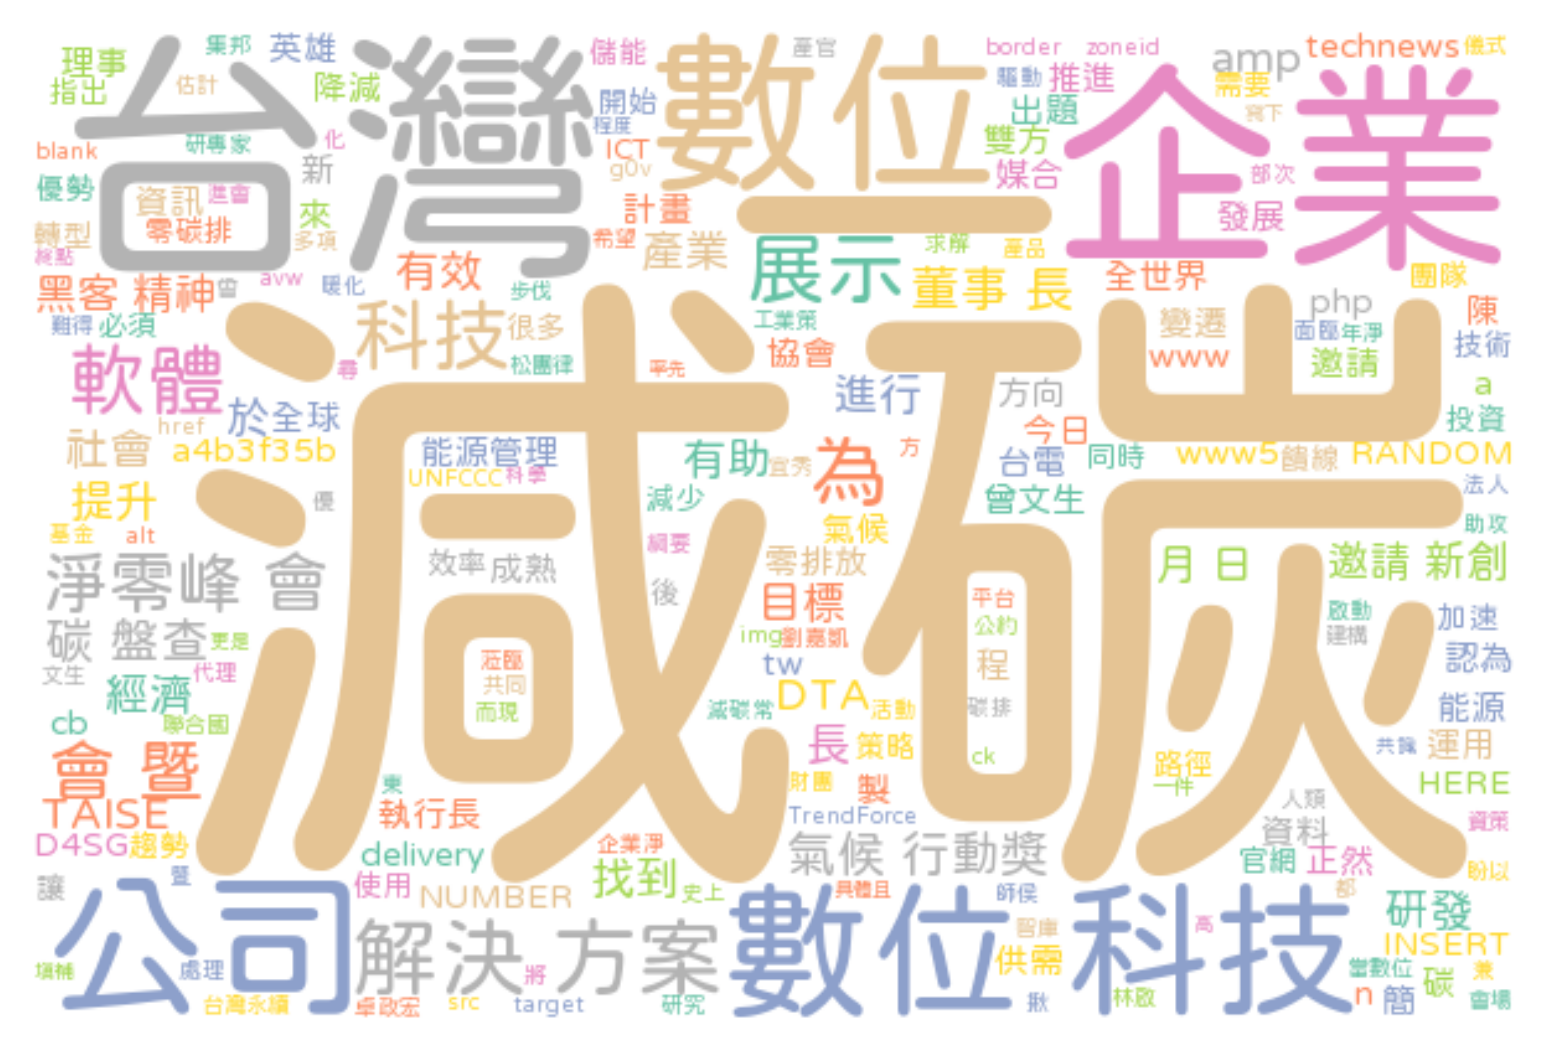 理事
集邦
英雄
儲能
產官
border
zoneid
amp
technews
儀式
指出
估計
降減
台灣
數位一
企業
開始
程度
驅動
推進
出題
需要
寫下
blank
研專家
化
新
ICT
g0v
雙方
媒合
部次
優勢
資訊
進會
來
計畫
發展
轉型
零碳排
多項
希望
產業
展示
求解
產品
董事 長
全世界
團隊
黑客 精神
曾
avw
暖化
有效
步伐
php
陳
難得
必須
科技
很多
工業策
變遷
面臨
年淨
技術
軟體
尋
松團律
率先
協會
www
邀請
a
於全球
href
進行
方向
今日
投資
社會
a4b3f35b
能源管理
有助
宜秀
為
方
台電
同時
www5
饋線
RANDOM
UNFCCC
科學
減碳
提升
優
減少
曾文生
法人
基金
alt
綱要
氣候
助攻
淨零峰 會
效率
成熟
後
零排放
月 日
邀請 新創
目標
平台
啟動
加速
碳 盤查
更是
img
劉嘉凱
公約
建構
文生
代理
蒞臨
共同
而現
tw
程
認為
經濟
DTA
活動
減碳常
碳排
能源
cb
聯合國
長
策略
ck
共識
運用
會 暨
東
財團
製
路徑
一件
HERE
TAISE
執行長
TrendForce
人類
資料
資策
D4SG
趨勢
delivery
企業淨
找到
史上
氣候 行動獎
官網
正然
盼以
讓
暨
使用
NUMBER
具體且
師侯
都
公司
解決 方案
數位 科技
智庫
供需
高
研發
INSERT
填補
處理
將
當數位
碳
兼
台灣永續
卓政宏
src
target
研究
揪
林啟
n
簡
會場